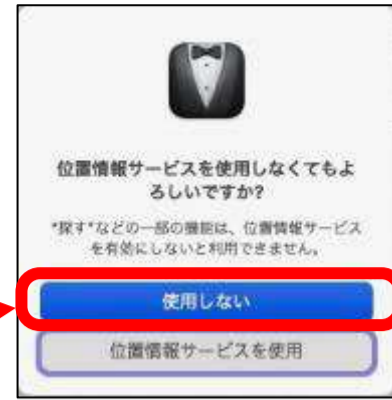 位置情報サービスを使用しなくてもよ
ろしいですか?
"探す"などの一部の機能は、位置情報サービス
を有効にしないと利用できません。
使用しない
位置情報サービスを使用